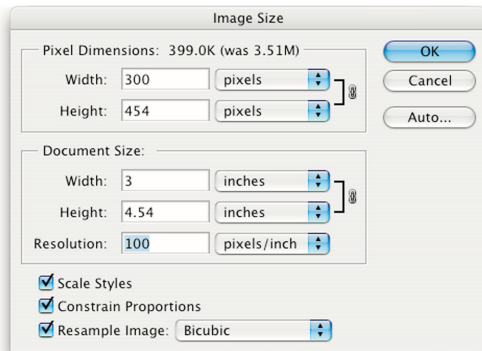 Image Size
Pixel Dimensions: 399.0K (was 3.51M)
OK
Width: 300 pixels
Cancel
Height: 454 pixels
Auto...
Document Size:
Width: 3 inches
Height: 4.54 inches
Resolution: 100 pixels/inch
Scale Styles
Constrain Proportions
Resample Image: Bicubic